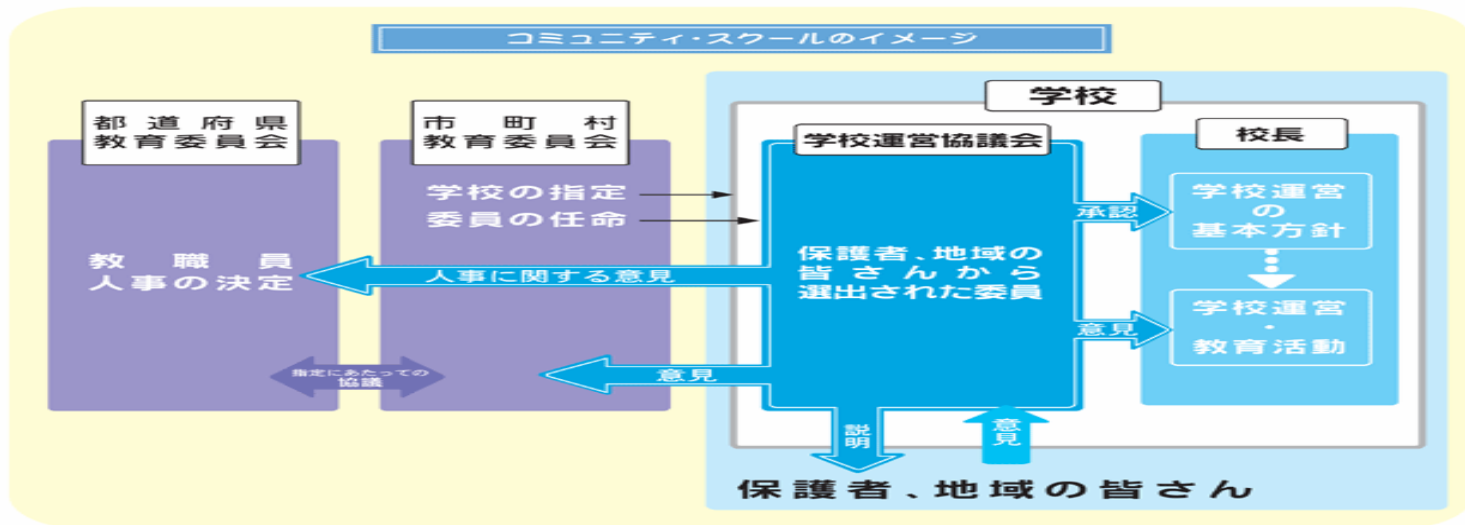 コミュニティ・スクールのイメージ
都道府県
教育委員会
教職員
人事の決定
市町村
教育委員会
学校の指定
委員の任命
人事に関する意見
指定にあたっての
協議
意見
学校
学校運営協議会
保護者、地域の
皆さんから
選出された委員
承認
意見
校長
学校運営
の
基本方針
学校運営
・
教育活動
説明
意見
保護者、地域の皆さん